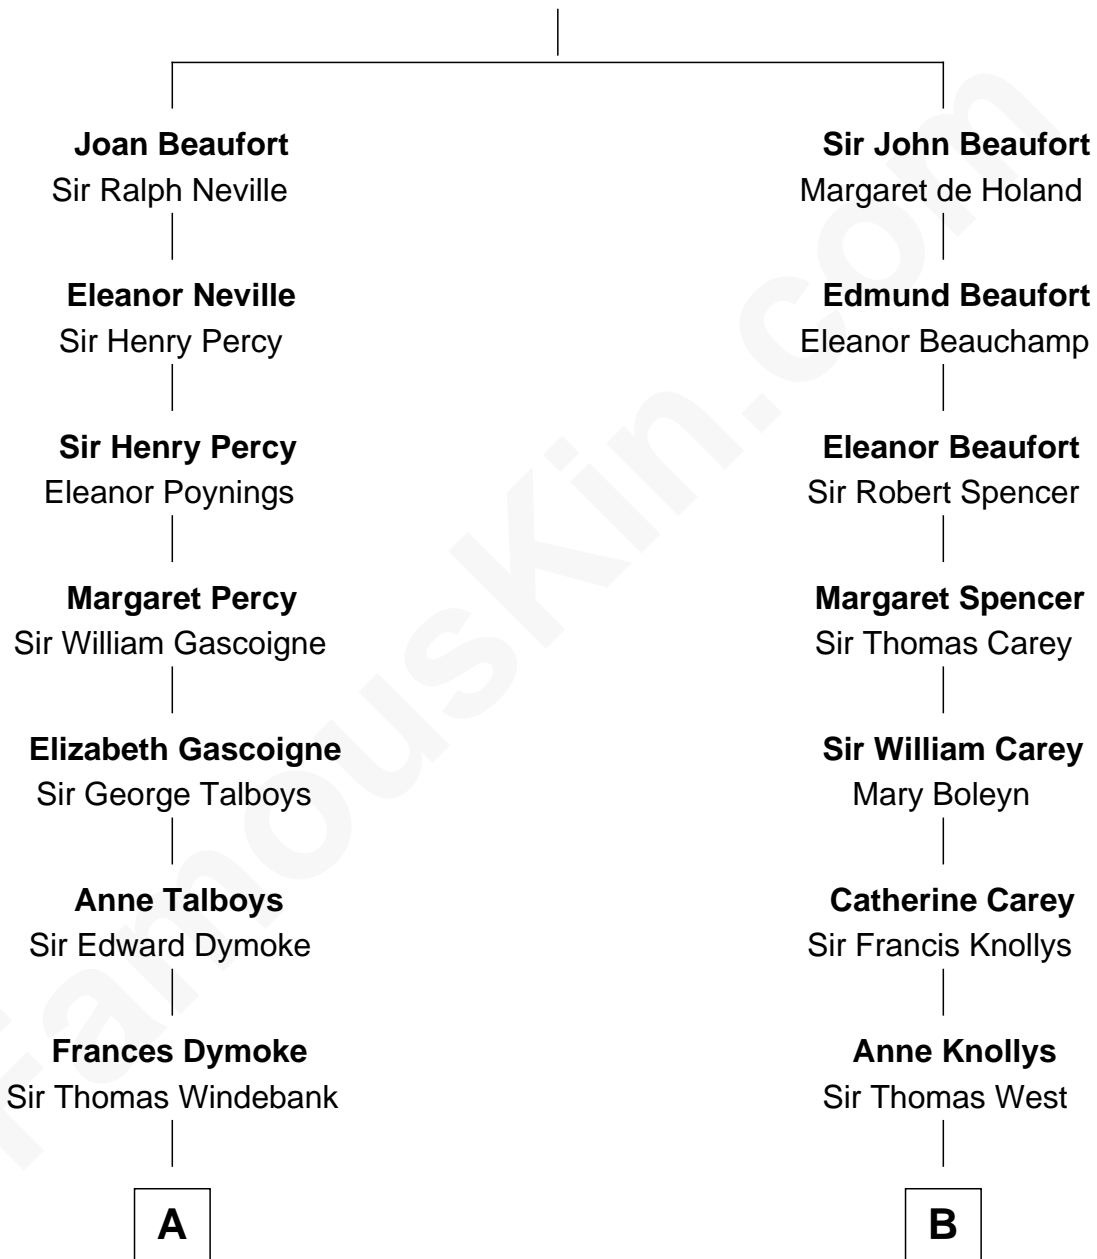 Joan Beaufort
Sir Ralph Neville
Eleanor Neville
Sir Henry Percy
Sir Henry Percy
Eleanor Poynings
Margaret Percy
Sir William Gascoigne
Elizabeth Gascoigne
Sir George Talboys
Anne Talboys
Sir Edward Dymoke
Frances Dymoke
Sir Thomas Windebank
A
Sir John Beaufort
Margaret de Holand
Edmund Beaufort
Eleanor Beauchamp
Eleanor Beaufort
Sir Robert Spencer
Margaret Spencer
Sir Thomas Carey
Sir William Carey
Mary Boleyn
Catherine Carey
Sir Francis Knollys
Anne Knollys
Sir Thomas West
B
FamousKin.com